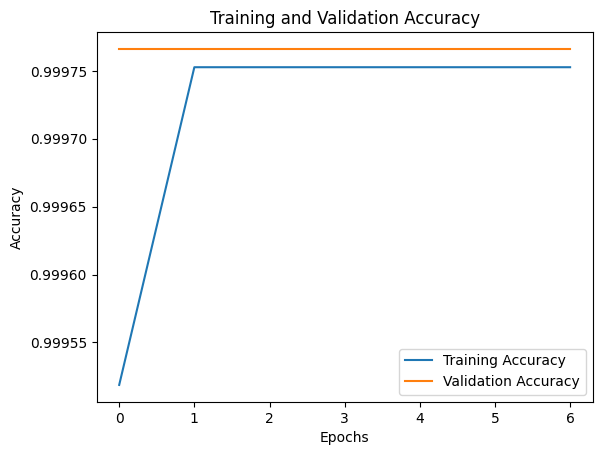 Training and Validation Accuracy
0.99975
0.99970
0.99965
0.99960
0.99955
Accuracy
Training Accuracy
Validation Accuracy
0 1 2 3 4 5 6
Epochs